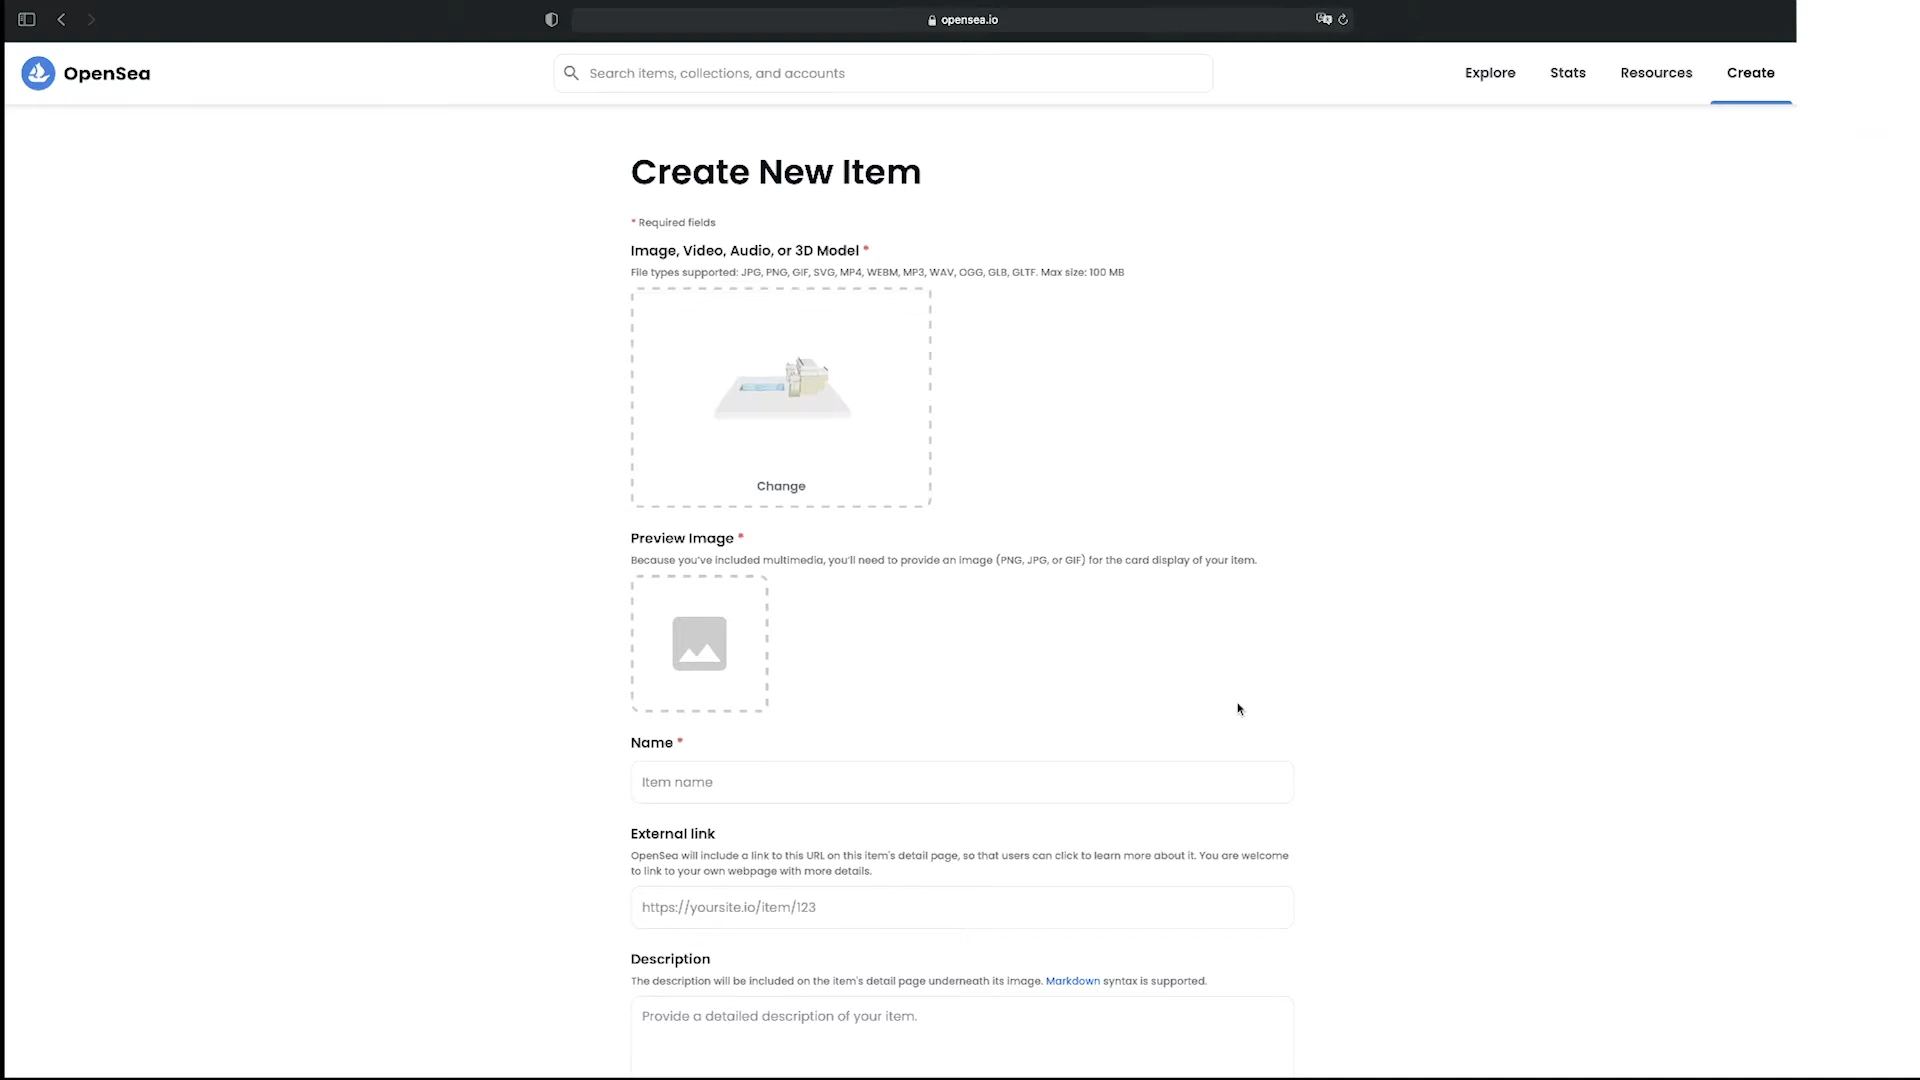 opensea.io
OpenSea
Search items, collections, and accounts
Explore
Stats
Resources
Create
Create New Item
* Required fields
Image, Video, Audio, or 3D Model *
File types supported: JPG, PNG, GIF, SVG, MP4, WEBM, MP3, WAV, OGG, GLB, GLTF. Max size: 100 MB
Change
Preview Image *
Because you've included multimedia, you'll need to provide an image (PNG, JPG, or GIF) for the card display of your item.
Name *
Item name
External link
OpenSea will include a link to this URL on this item's detail page, so that users can click to learn more about it. You are welcome
to link to your own webpage with more details.
https://yoursite.io/item/123
Description
The description will be included on the item's detail page underneath its image. Markdown syntax is supported.
Provide a detailed description of your item.